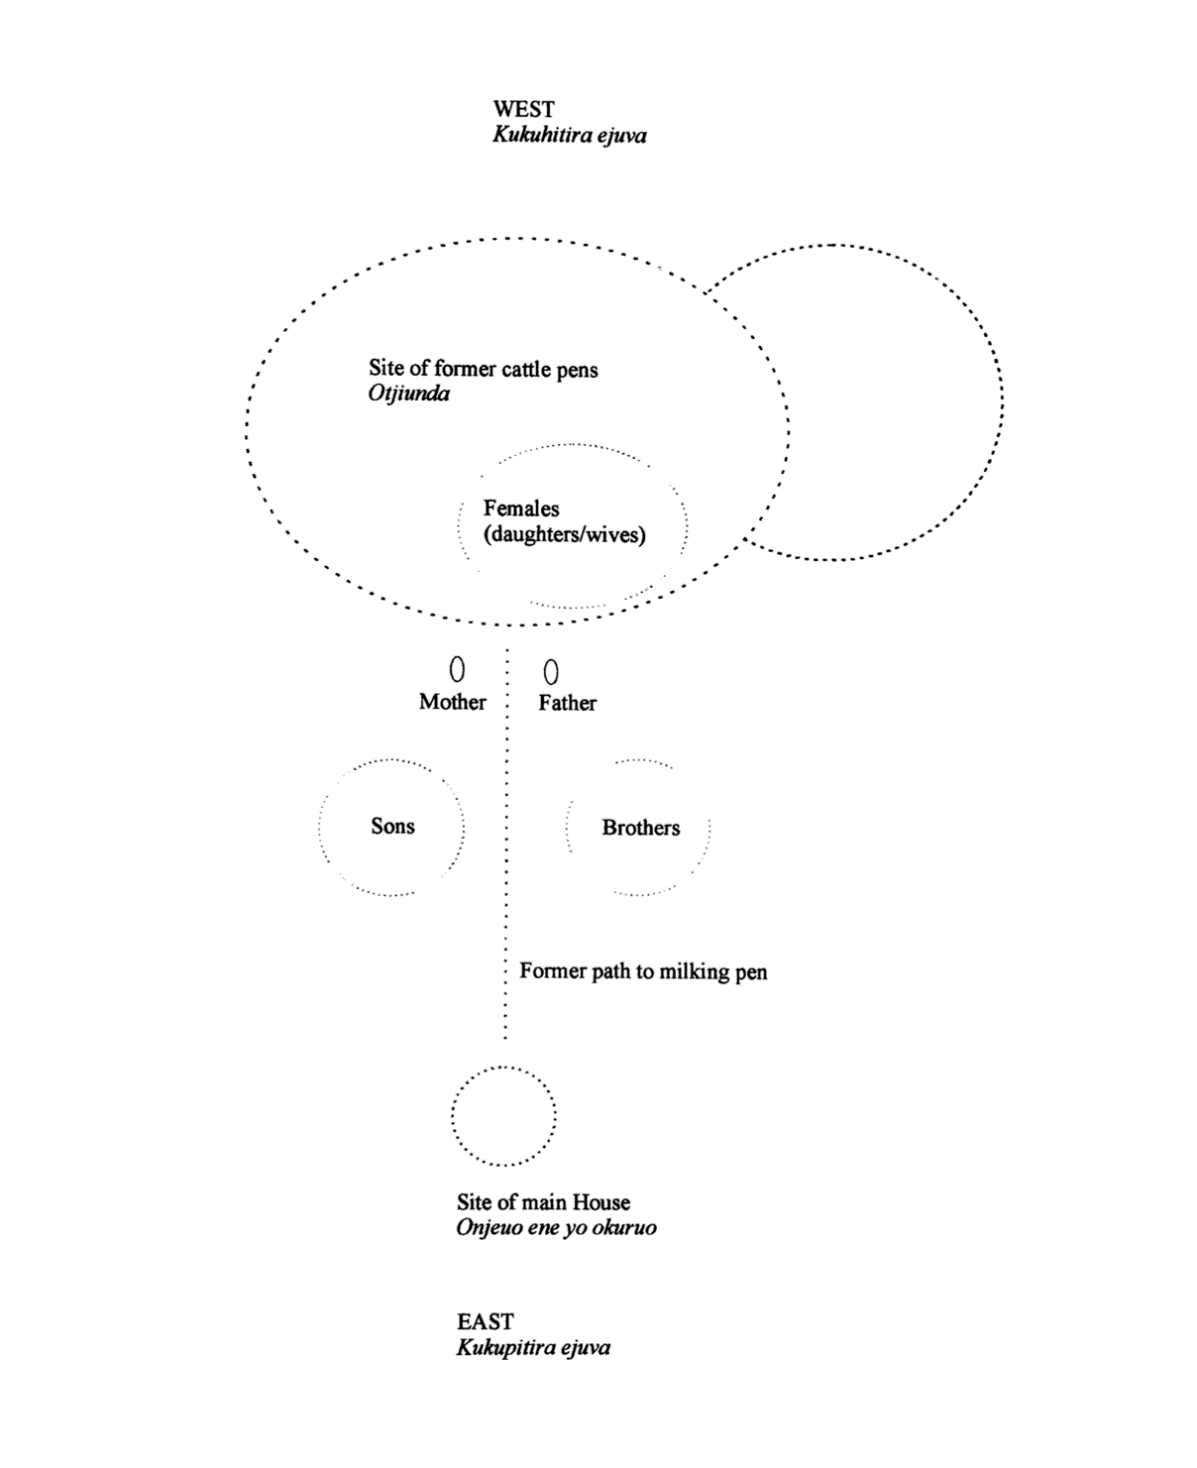 WEST
Kukuhitira ejuva
Site of former cattle pens
Otjiunda
Females
(daughters/wives)
Mother
Father
Sons
Brothers
Former path to milking pen
Site of main House
Onjeuo ene yo okuruo
EAST
Kukupitira ejuva